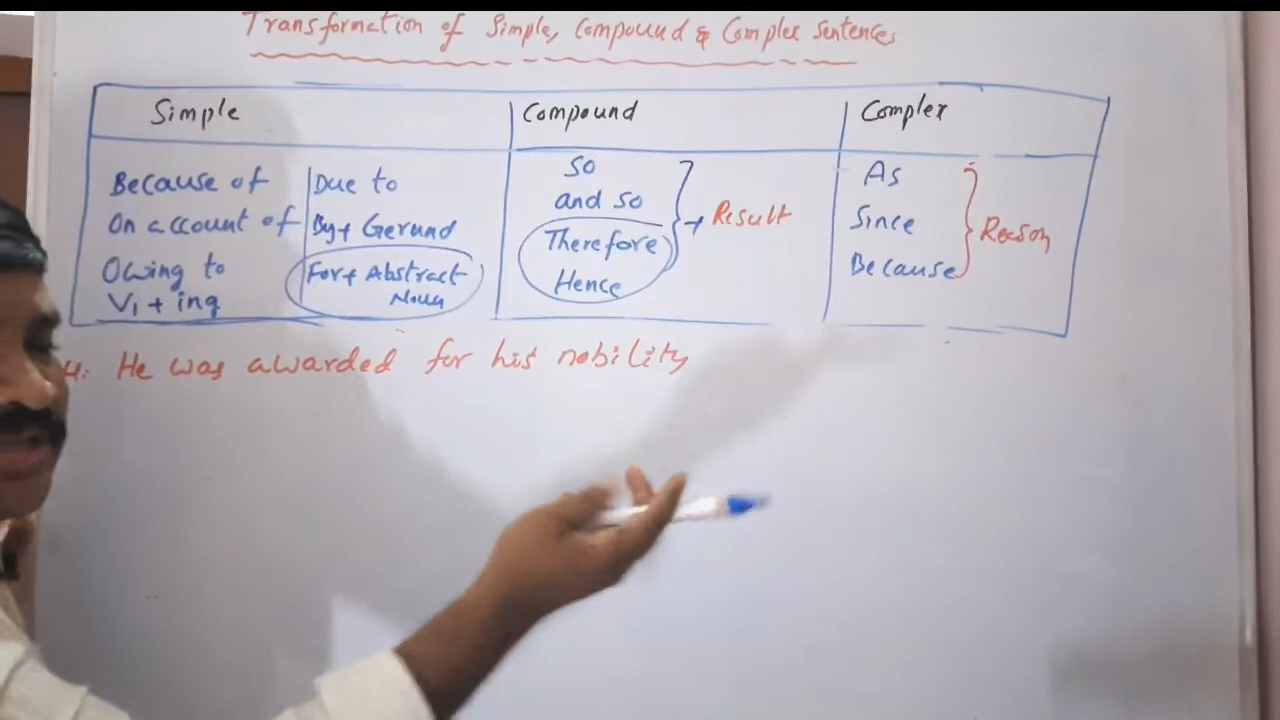 Transformation of Simple, Compound & Complex Sentences
Simple
Compound
Complex
Because of
On account of
Owing to
V1 + ing
Due to
By + Gerund
For + Abstract
Noun
So
and so
Therefore
Hence
→ Result
As
Since
Because
Reason
4. He was awarded for his nobility